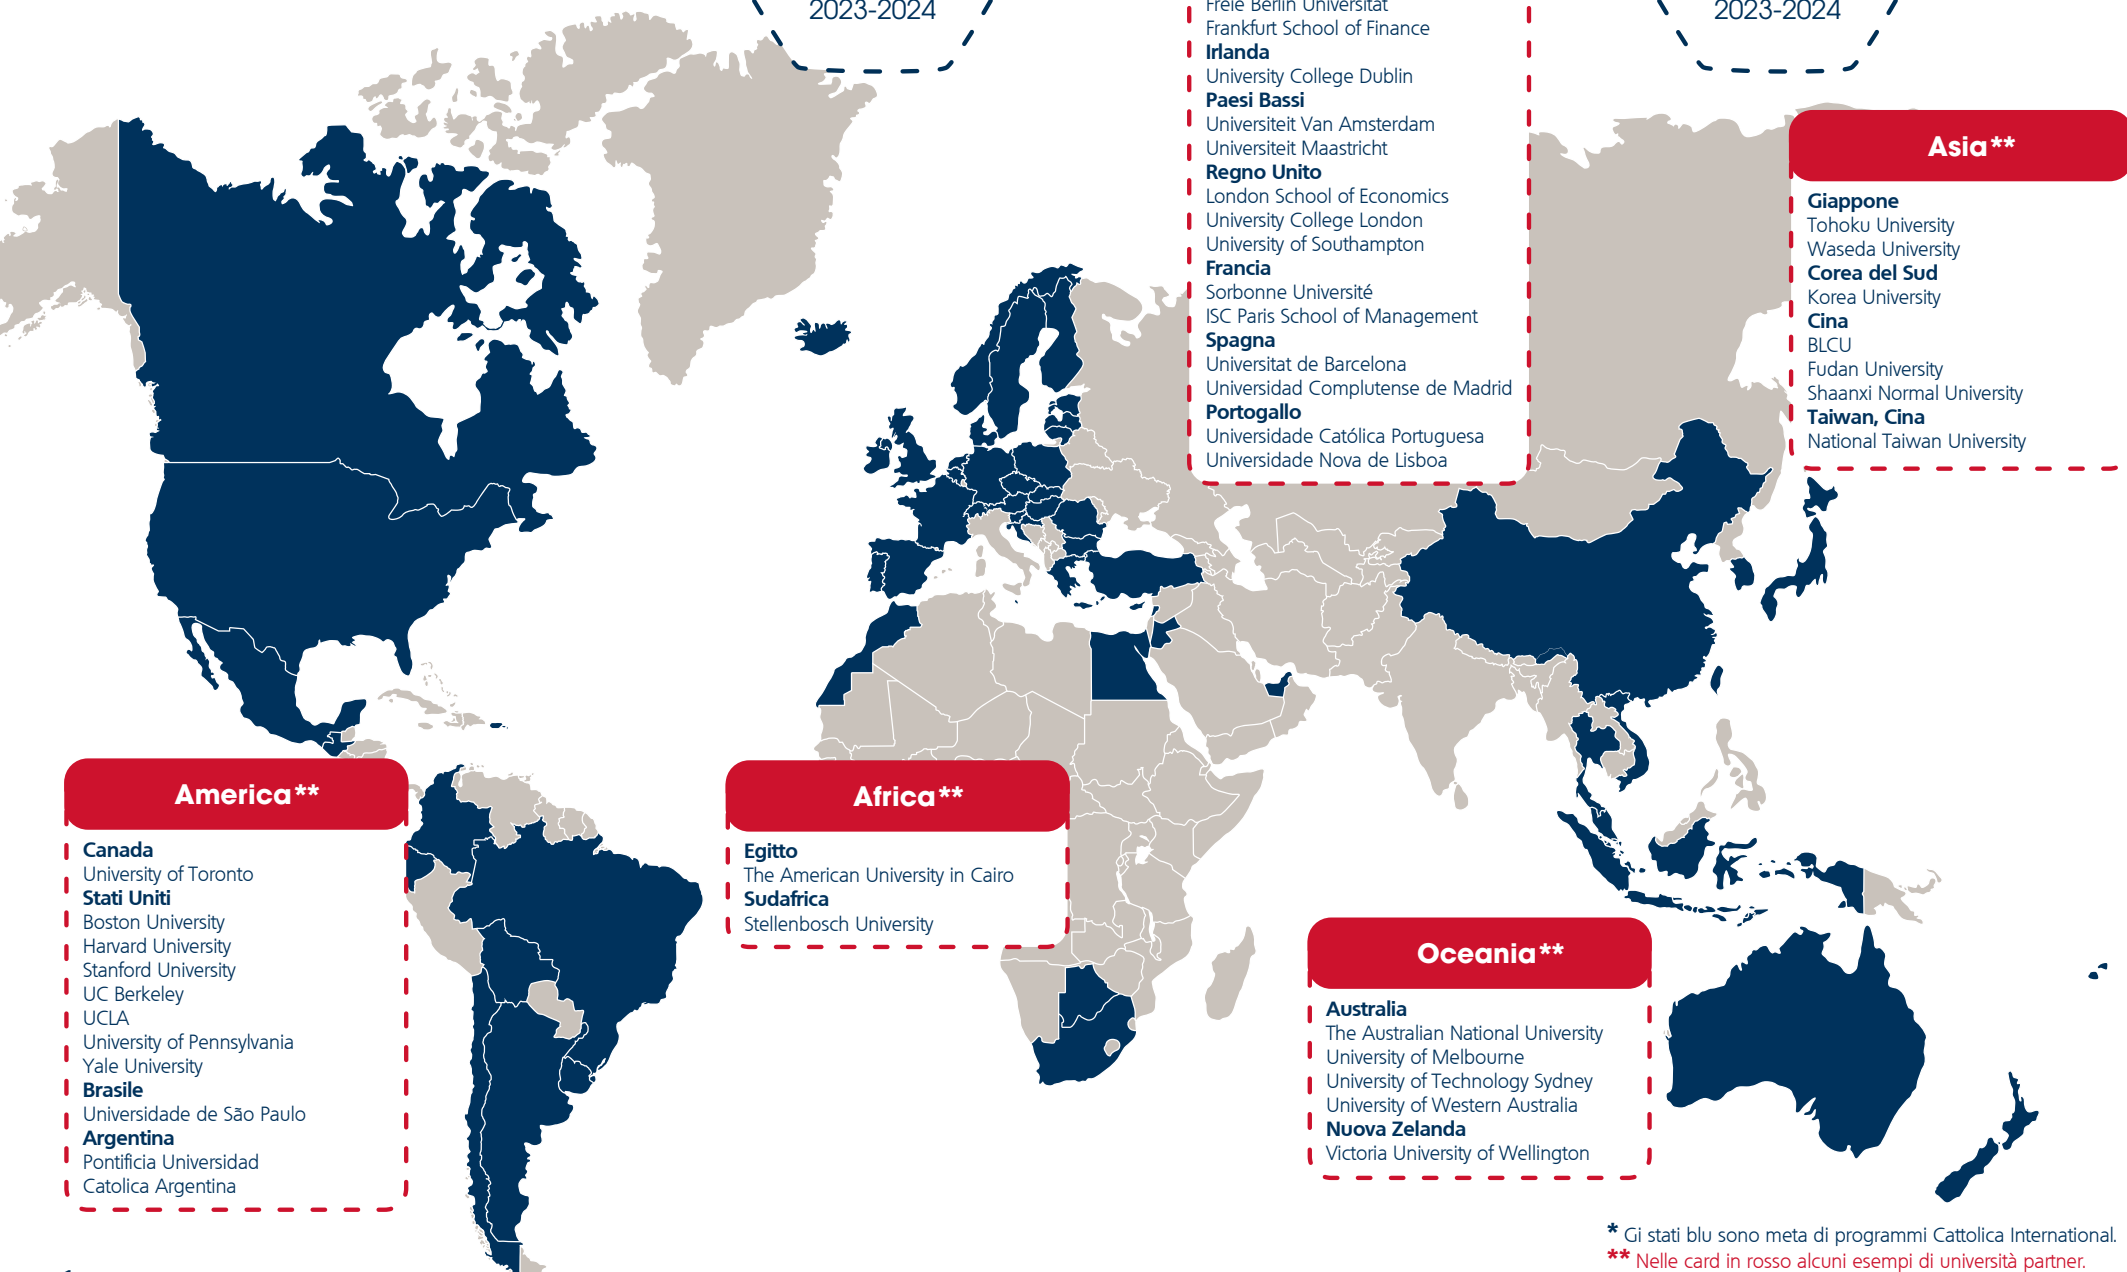 2023-2024
2023-2024
Freie Berlin Universität
Frankfurt School of Finance
Irlanda
University College Dublin
Paesi Bassi
Universiteit Van Amsterdam
Universiteit Maastricht
Regno Unito
London School of Economics
University College London
University of Southampton
Francia
Sorbonne Université
ISC Paris School of Management
Spagna
Universitat de Barcelona
Universidad Complutense de Madrid
Portogallo
Universidade Católica Portuguesa
Universidade Nova de Lisboa
Asia**
Giappone
Tohoku University
Waseda University
Corea del Sud
Korea University
Cina
BLCU
Fudan University
Shaanxi Normal University
Taiwan, Cina
National Taiwan University
America**
Canada
University of Toronto
Stati Uniti
Boston University
Harvard University
Stanford University
UC Berkeley
UCLA
University of Pennsylvania
Yale University
Brasile
Universidade de São Paulo
Argentina
Pontificia Universidad
Catolica Argentina
Africa**
Egitto
The American University in Cairo
Sudafrica
Stellenbosch University
Oceania**
Australia
The Australian National University
University of Melbourne
University of Technology Sydney
University of Western Australia
Nuova Zelanda
Victoria University of Wellington
* Gi stati blu sono meta di programmi Cattolica International.
** Nelle card in rosso alcuni esempi di università partner.